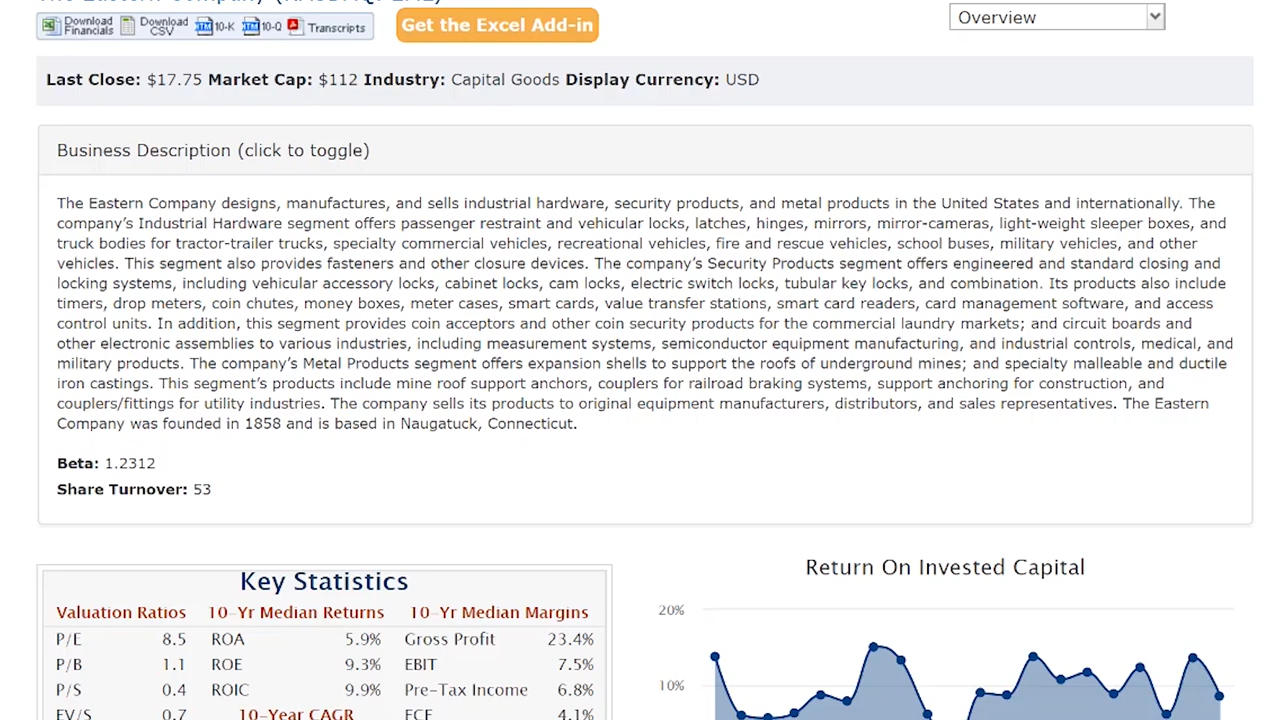 Download Financials Download CSV 10-K 10-Q Transcripts
Get the Excel Add-in
Overview
Last Close: $17.75 Market Cap: $112 Industry: Capital Goods Display Currency: USD
Business Description (click to toggle)
The Eastern Company designs, manufactures, and sells industrial hardware, security products, and metal products in the United States and internationally. The
company's Industrial Hardware segment offers passenger restraint and vehicular locks, latches, hinges, mirrors, mirror-cameras, light-weight sleeper boxes, and
truck bodies for tractor-trailer trucks, specialty commercial vehicles, recreational vehicles, fire and rescue vehicles, school buses, military vehicles, and other
vehicles. This segment also provides fasteners and other closure devices. The company's Security Products segment offers engineered and standard closing and
locking systems, including vehicular accessory locks, cabinet locks, cam locks, electric switch locks, tubular key locks, and combination. Its products also include
timers, drop meters, coin chutes, money boxes, meter cases, smart cards, value transfer stations, smart card readers, card management software, and access
control units. In addition, this segment provides coin acceptors and other coin security products for the commercial laundry markets; and circuit boards and
other electronic assemblies to various industries, including measurement systems, semiconductor equipment manufacturing, and industrial controls, medical, and
military products. The company's Metal Products segment offers expansion shells to support the roofs of underground mines; and specialty malleable and ductile
iron castings. This segment's products include mine roof support anchors, couplers for railroad braking systems, support anchoring for construction, and
couplers/fittings for utility industries. The company sells its products to original equipment manufacturers, distributors, and sales representatives. The Eastern
Company was founded in 1858 and is based in Naugatuck, Connecticut.
Beta: 1.2312
Share Turnover: 53
Key Statistics
Valuation Ratios 10-Yr Median Returns 10-Yr Median Margins
P/E 8.5 ROA 5.9% Gross Profit 23.4%
P/B 1.1 ROE 9.3% EBIT 7.5%
P/S 0.4 ROIC 9.9% Pre-Tax Income 6.8%
EV/S 0.7 10-Year CAGR FCF 4.1%
Return On Invested Capital
20%
10%